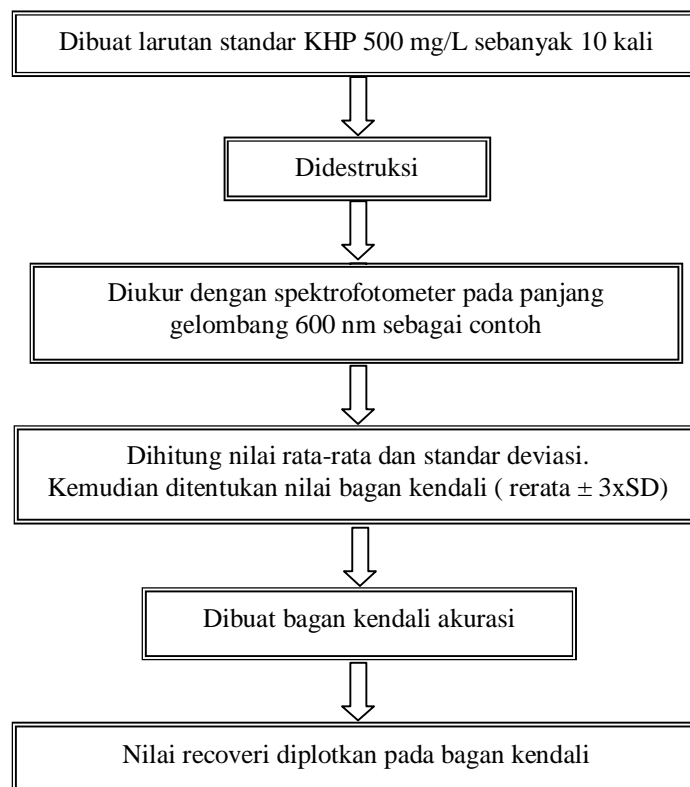 Dibuat larutan standar KHP 500 mg/L sebanyak 10 kali
Didestruksi
Diukur dengan spektrofotometer pada panjang
gelombang 600 nm sebagai contoh
Dihitung nilai rata-rata dan standar deviasi.
Kemudian ditentukan nilai bagan kendali ( rerata ± 3xSD)
Dibuat bagan kendali akurasi
Nilai recoveri diplotkan pada bagan kendali